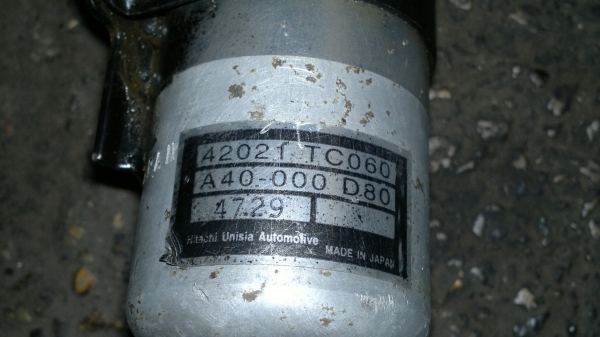 42021 TC060
A40-000 D80
4729
Hitachi Unisia Automotive
MADE IN JAPAN